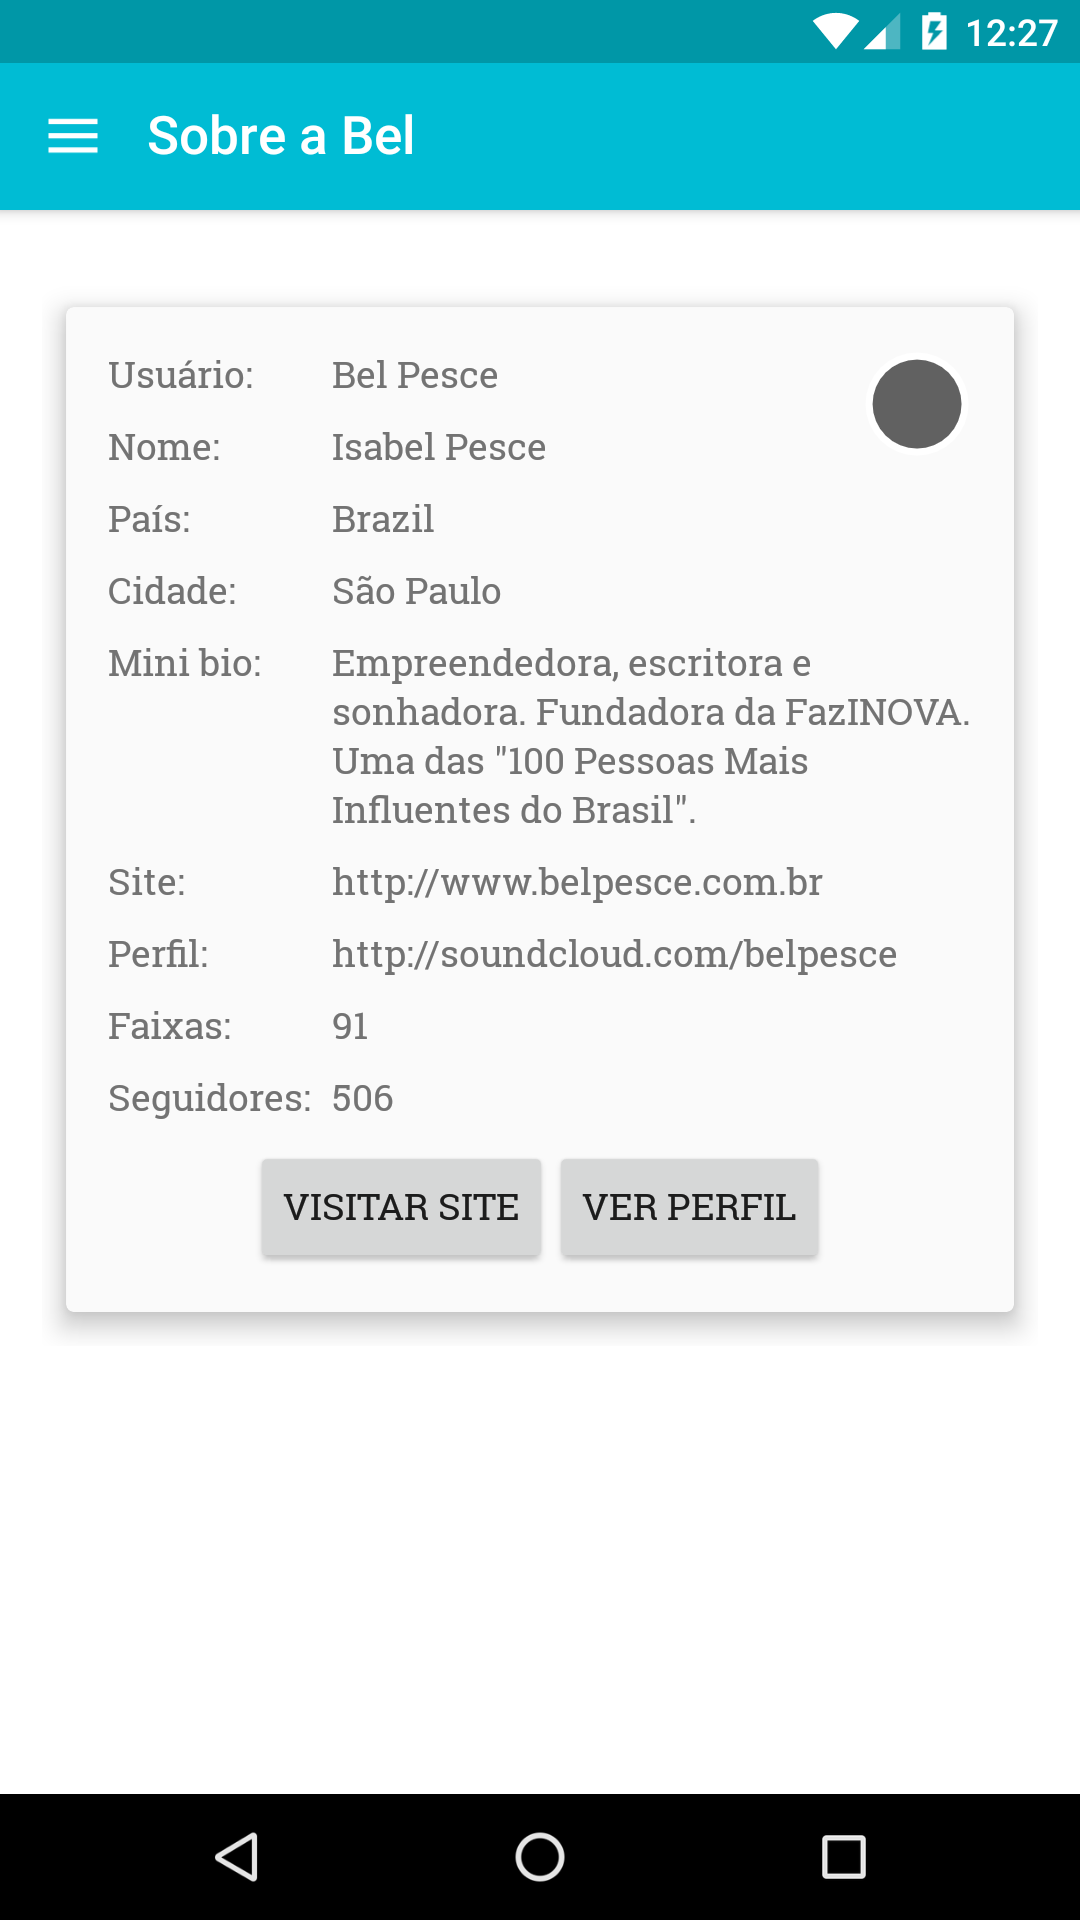 12:27
Sobre a Bel
Usuário: Bel Pesce
Nome: Isabel Pesce
País: Brazil
Cidade: São Paulo
Mini bio: Empreendedora, escritora e
sonhadora. Fundadora da FazINOVA.
Uma das "100 Pessoas Mais
Influentes do Brasil".
Site: http://www.belpesce.com.br
Perfil: http://soundcloud.com/belpesce
Faixas: 91
Seguidores: 506
VISITAR SITE VER PERFIL